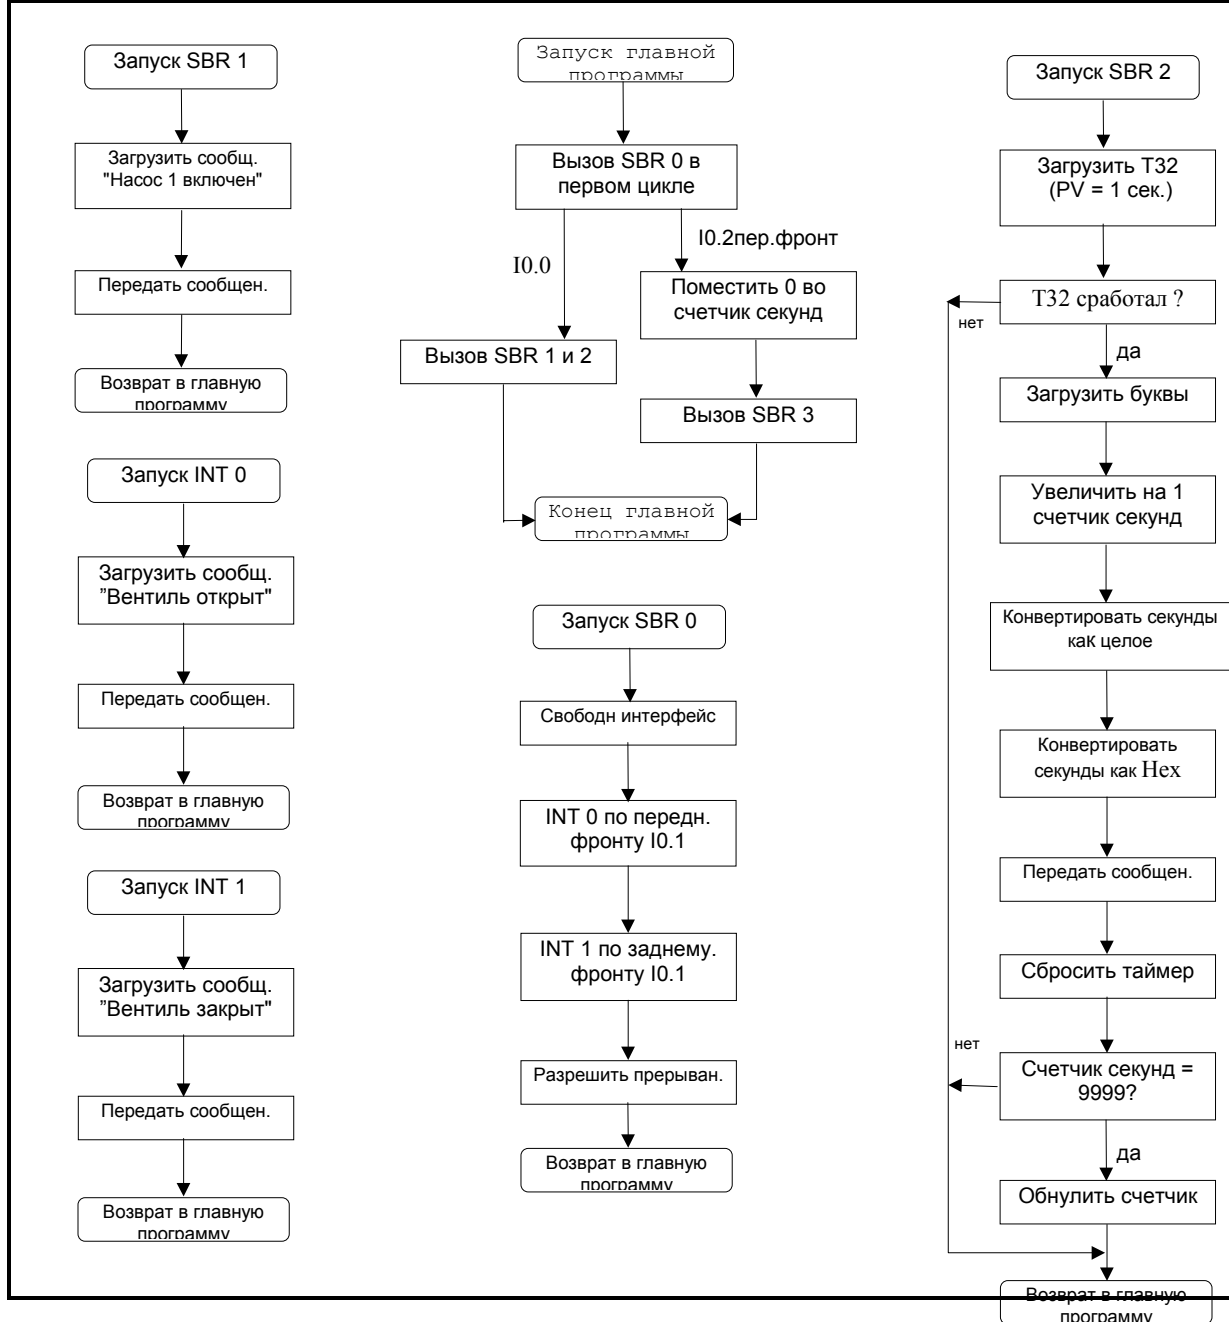 Запуск SBR 1
Загрузить сообщ.
"Насос 1 включен"
Передать сообщен.
Возврат в главную
программу
Запуск INT 0
Загрузить сообщ.
”Вентиль открыт"
Передать сообщен.
Возврат в главную
программу
Запуск INT 1
Загрузить сообщ.
”Вентиль закрыт"
Передать сообщен.
Возврат в главную
программу
Запуск главной
программы
Вызов SBR 0 в
первом цикле
I0.0
I0.2пер.фронт
Поместить 0 во
счетчик секунд
Вызов SBR 1 и 2
Вызов SBR 3
Конец главной
программы
Запуск SBR 0
Свободн интерфейс
INT 0 по передн.
фронту I0.1
INT 1 по заднему.
фронту I0.1
Разрешить прерыван.
Возврат в главную
программу
Запуск SBR 2
Загрузить T32
(PV = 1 сек.)
T32 сработал ?
нет
да
Загрузить буквы
Увеличить на 1
счетчик секунд
Конвертировать секунды
как целое
Конвертировать
секунды как Hex
Передать сообщен.
Сбросить таймер
нет
Счетчик секунд =
9999?
да
Обнулить счетчик
Возврат в главную
программу